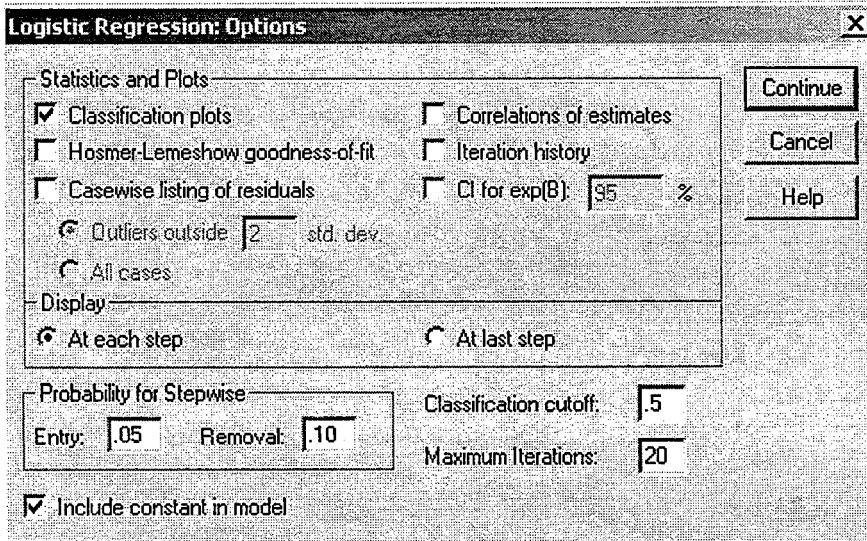 Logistic Regression: Options
X
Statistics and Plots
Classification plots
Correlations of estimates
Hosmer-Lemeshow goodness-of-fit
Iteration history
Casewise listing of residuals
CI for exp(B): 95 %
Outliers outside 2 std. dev.
All cases
Continue
Cancel
Help
Display
At each step
At last step
Probability for Stepwise
Entry: .05 Removal: .10
Classification cutoff: .5
Maximum Iterations: 20
Include constant in model